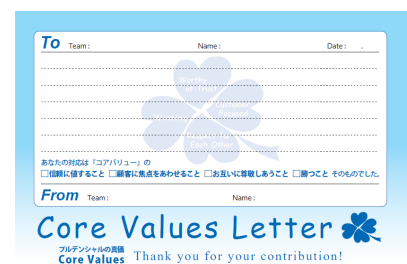 To Team: Name: Date: .
Worthy
of Trust
Customer
Focused
Winning
Respect
Each Other
あなたの対応は「コアバリュー」の
□信頼に値すること □顧客に焦点をあわせること □お互いに尊敬しあうこと □勝つこと そのものでした。
From Team: Name:
Core Values Letter
プルデンシャルの真価
Core Values Thank you for your contribution!